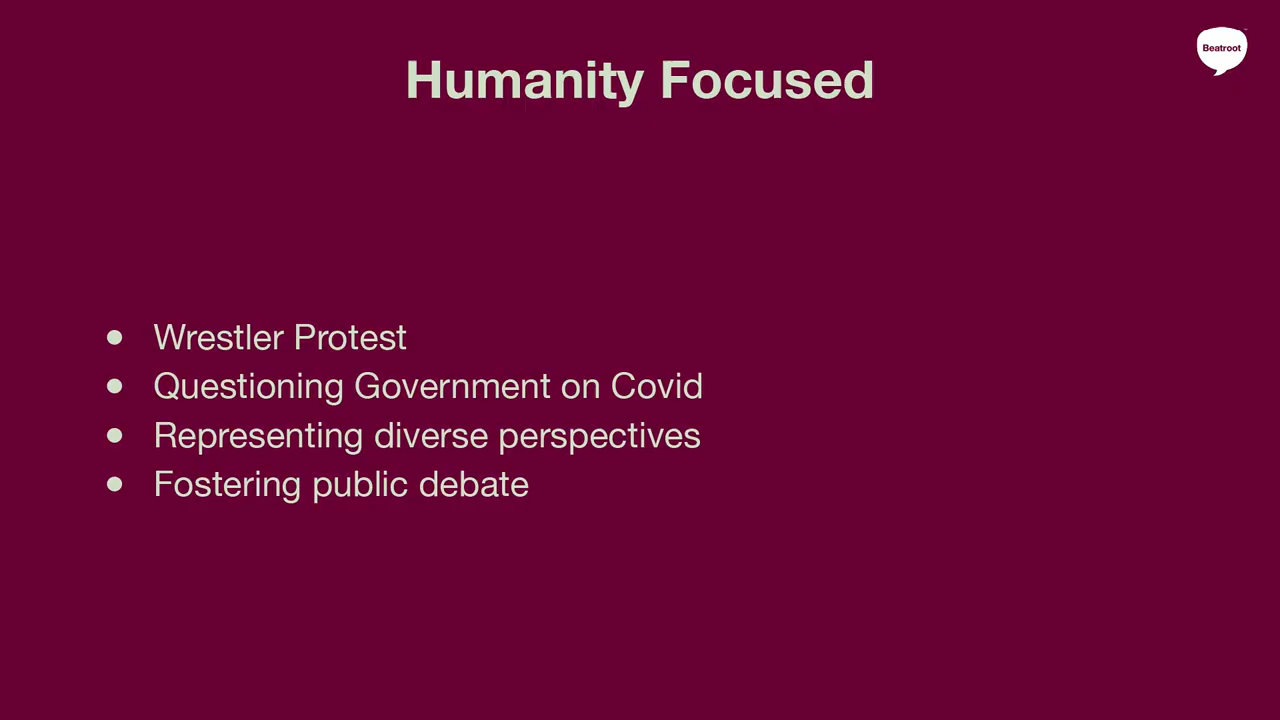 Beatroot
Humanity Focused
● Wrestler Protest
● Questioning Government on Covid
● Representing diverse perspectives
● Fostering public debate